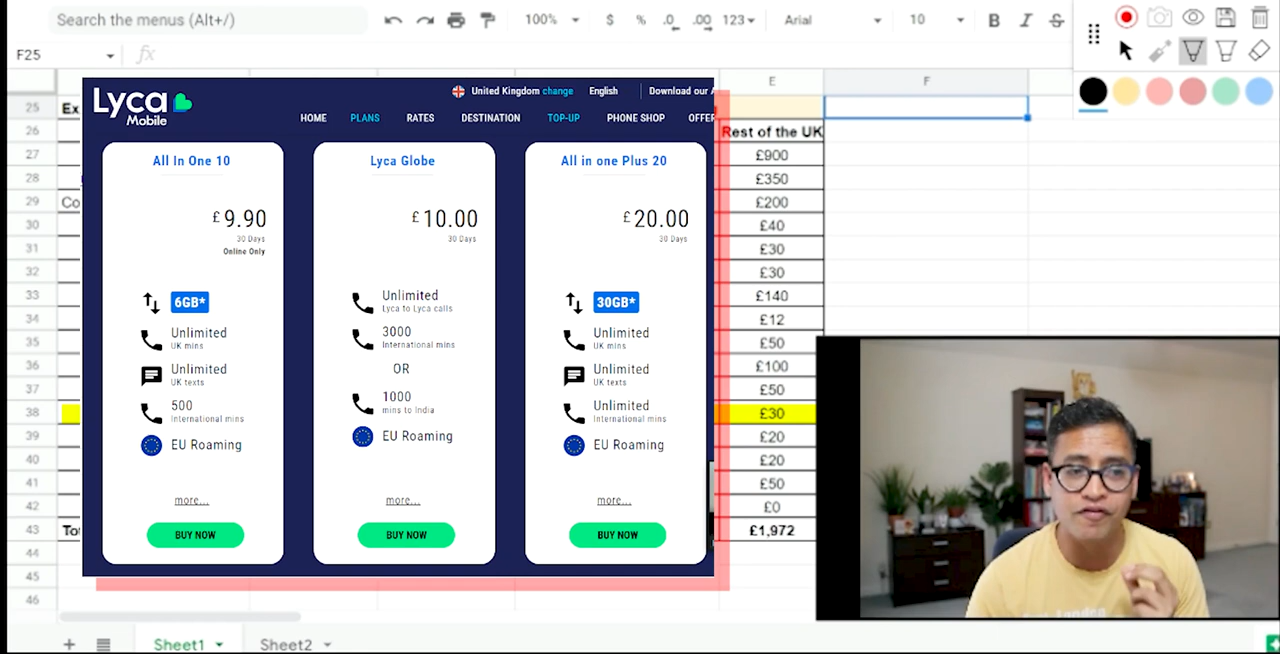 Search the menus (Alt+/)
100%
$ % .0 .00 123
Arial
10
B I S
F25
fx
E F
25 Ex
26 Rest of the UK
27 £900
28 £350
29 Co £200
30 £40
31 £30
32 £30
33 £140
34 £12
35 £50
36 £100
37 £50
38 £30
39 £20
40 £20
41 £50
42 £0
43 To £1,972
44
45
46
Lyca
Mobile
United Kingdom change English Download our A
HOME PLANS RATES DESTINATION TOP-UP PHONE SHOP OFFER
All In One 10
£9.90
30 Days
Online Only
6GB*
Unlimited
UK mins
Unlimited
UK texts
500
International mins
EU Roaming
more...
BUY NOW
Lyca Globe
£10.00
30 Days
Unlimited
Lyca to Lyca calls
3000
International mins
OR
1000
mins to India
EU Roaming
more...
BUY NOW
All in one Plus 20
£20.00
30 Days
30GB*
Unlimited
UK mins
Unlimited
UK texts
Unlimited
International mins
EU Roaming
more...
BUY NOW
Sheet1 Sheet2